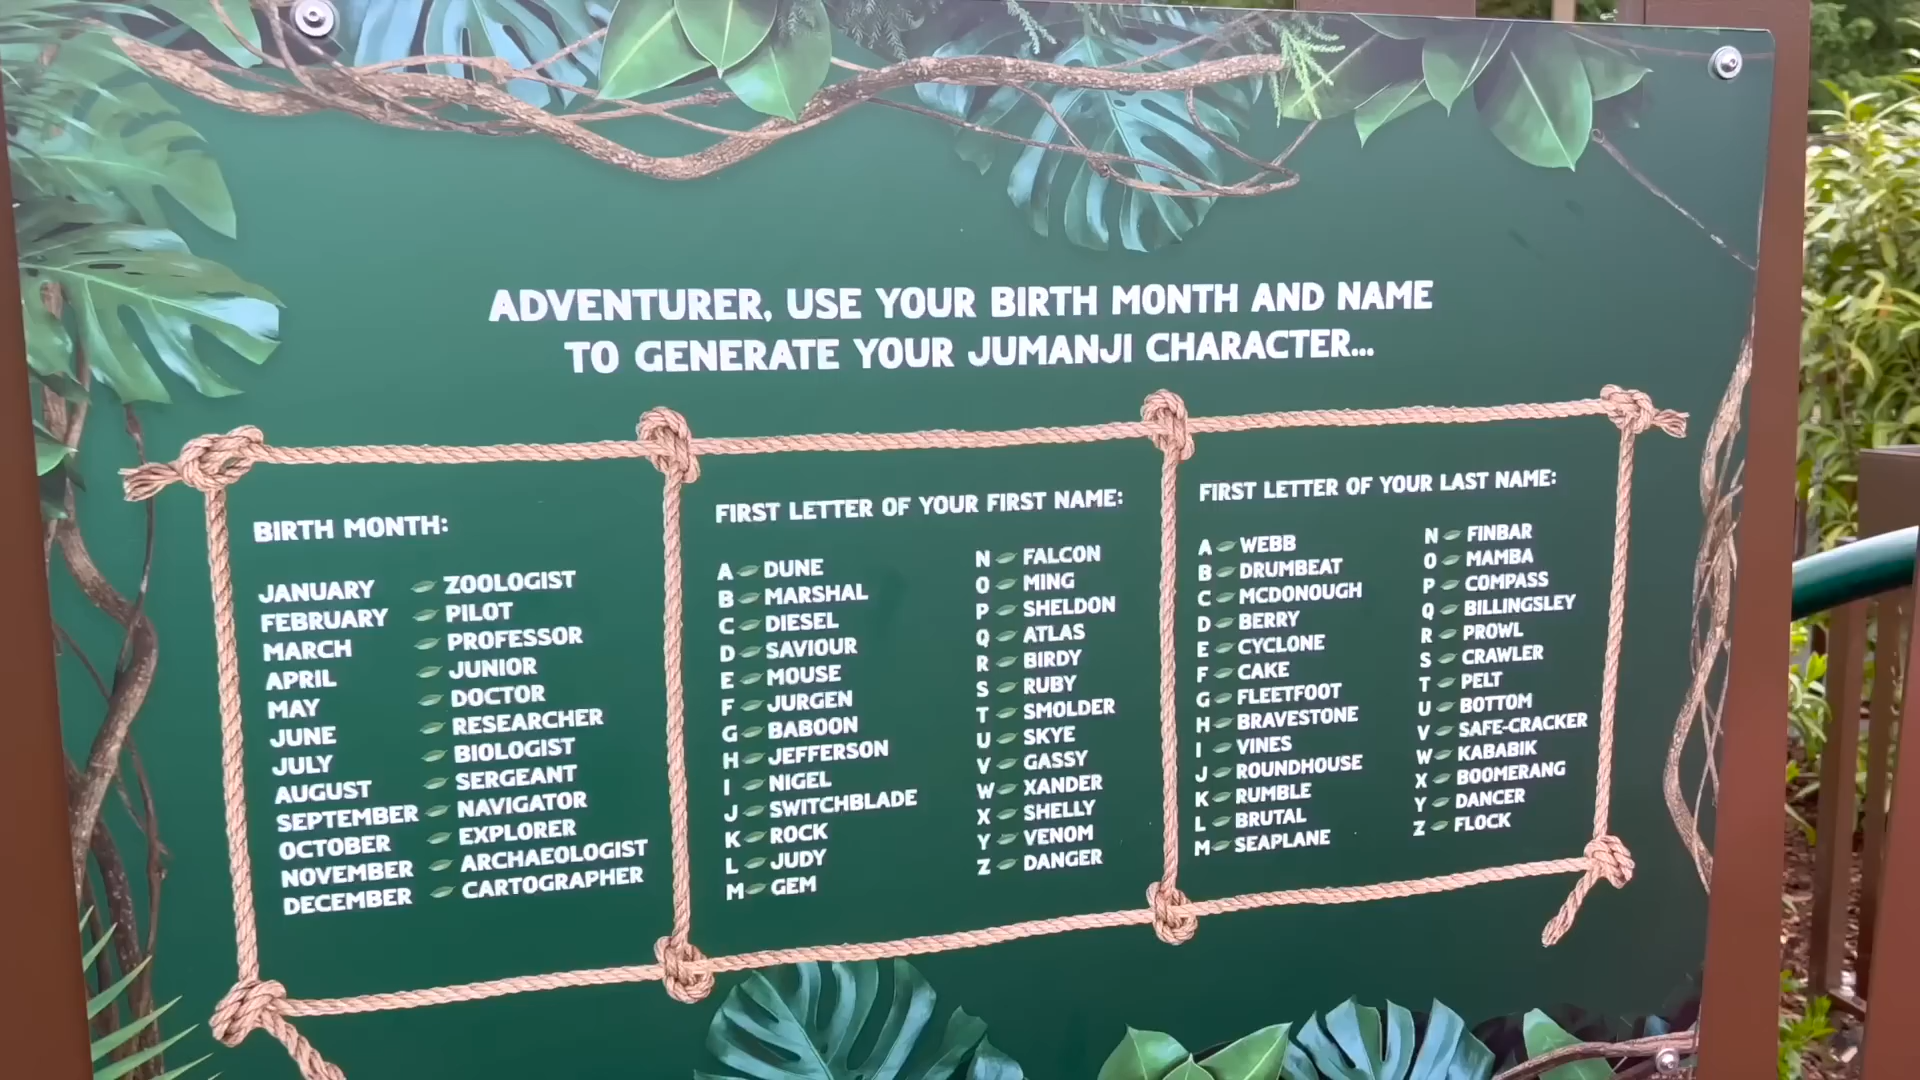 ADVENTURER, USE YOUR BIRTH MONTH AND NAME
TO GENERATE YOUR JUMANJI CHARACTER...
BIRTH MONTH:
JANUARY ZOOLOGIST
FEBRUARY PILOT
MARCH PROFESSOR
APRIL JUNIOR
MAY DOCTOR
JUNE RESEARCHER
JULY BIOLOGIST
AUGUST SERGEANT
SEPTEMBER NAVIGATOR
OCTOBER EXPLORER
NOVEMBER ARCHAEOLOGIST
DECEMBER CARTOGRAPHER
FIRST LETTER OF YOUR FIRST NAME:
A DUNE
B MARSHAL
C DIESEL
D SAVIOUR
E MOUSE
F JURGEN
G BABOON
H JEFFERSON
I NIGEL
J SWITCHBLADE
K ROCK
L JUDY
M GEM
N FALCON
O MING
P SHELDON
Q ATLAS
R BIRDY
S RUBY
T SMOLDER
U SKYE
V GASSY
W XANDER
X SHELLY
Y VENOM
Z DANGER
FIRST LETTER OF YOUR LAST NAME:
A WEBB
B DRUMBEAT
C MCDONOUGH
D BERRY
E CYCLONE
F CAKE
G FLEETFOOT
H BRAVESTONE
I VINES
J ROUNDHOUSE
K RUMBLE
L BRUTAL
M SEAPLANE
N FINBAR
O MAMBA
P COMPASS
Q BILLINGSLEY
R PROWL
S CRAWLER
T PELT
U BOTTOM
V SAFE-CRACKER
W KABABIK
X BOOMERANG
Y DANCER
Z FLOCK